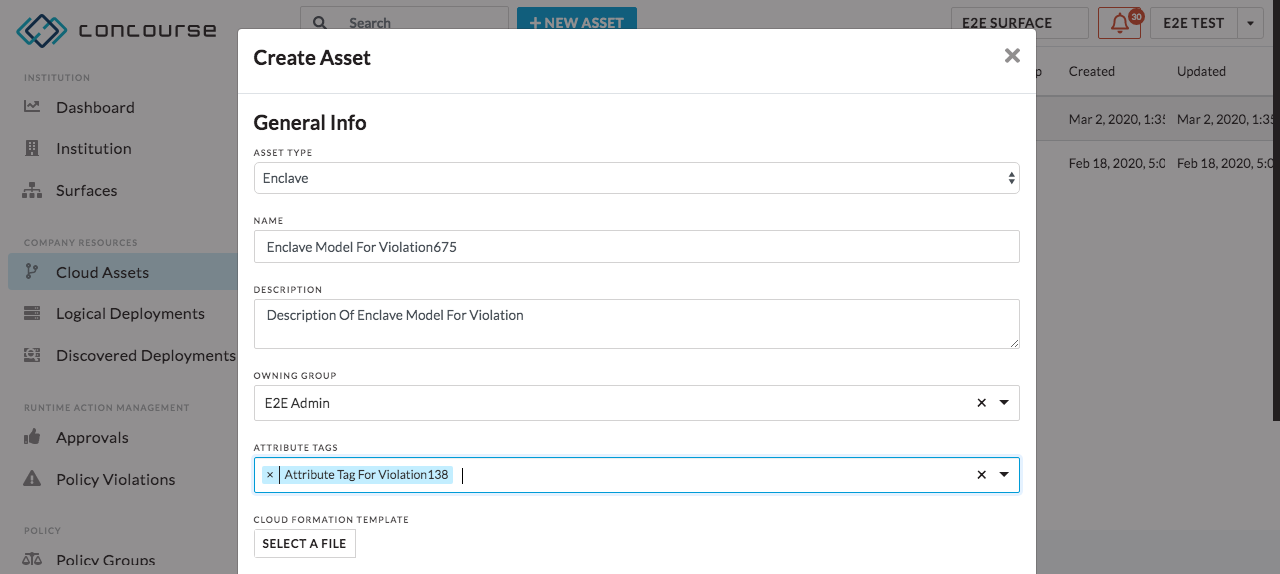 concourse
Search
+ NEW ASSET
E2E SURFACE
30
E2E TEST
INSTITUTION
Dashboard
Institution
Surfaces
COMPANY RESOURCES
Cloud Assets
Logical Deployments
Discovered Deployments
RUNTIME ACTION MANAGEMENT
Approvals
Policy Violations
POLICY
Policy Groups
Create Asset
×
General Info
ASSET TYPE
Enclave
NAME
Enclave Model For Violation675
DESCRIPTION
Description Of Enclave Model For Violation
OWNING GROUP
E2E Admin ×
ATTRIBUTE TAGS
× Attribute Tag For Violation138 ×
CLOUD FORMATION TEMPLATE
SELECT A FILE
p Created Updated
Mar 2, 2020, 1:35 Mar 2, 2020, 1:35
Feb 18, 2020, 5:0 Feb 18, 2020, 5:0